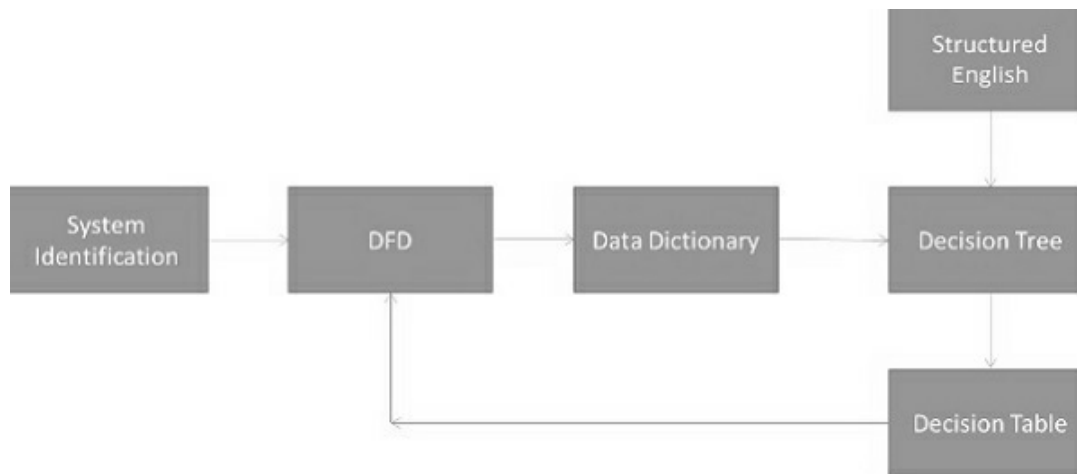 Structured
English
System
Identification
DFD
Data Dictionary
Decision Tree
Decision Table